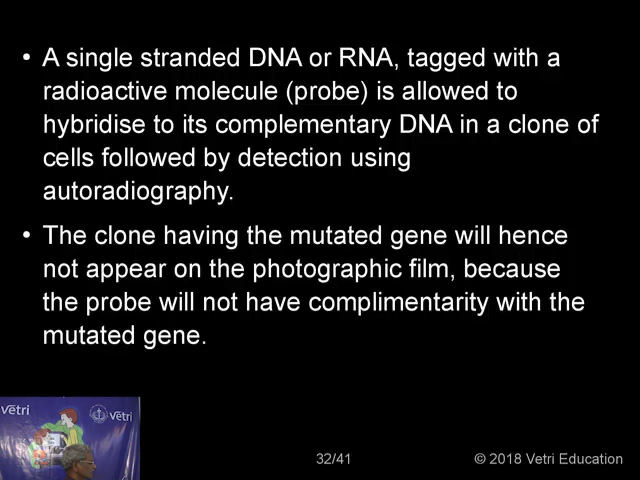 • A single stranded DNA or RNA, tagged with a
radioactive molecule (probe) is allowed to
hybridise to its complementary DNA in a clone of
cells followed by detection using
autoradiography.
• The clone having the mutated gene will hence
not appear on the photographic film, because
the probe will not have complimentarity with the
mutated gene.
Vetri
Vetri
32/41
© 2018 Vetri Education